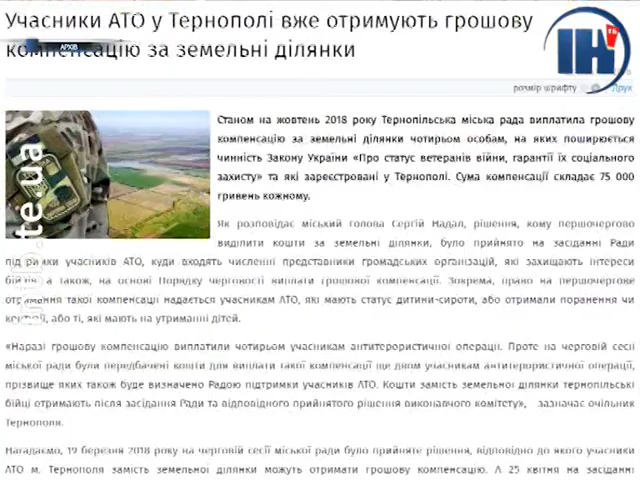 Учасники АТО у Тернополі вже отримують грошову
компенсацію за земельні ділянки
АРХІВ
ІН
ТБ
розмір шрифту
Друк
Станом на жовтень 2018 року Тернопільська міська рада виплатила грошову
компенсацію за земельні ділянки чотирьом особам, на яких поширюється
чинність Закону України «Про статус ветеранів війни, гарантії їх соціального
захисту» та які зареєстровані у Тернополі. Сума компенсації складає 75 000
гривень кожному.
Як розповідає міський голова Сергій Надал, рішення, кому першочергово
виділити кошти за земельні ділянки, було прийнято на засіданні Ради
підтримки учасників АТО, куди входять численні представники громадських організацій, які захищають інтереси
бійців, а також, на основі Порядку черговості виплати грошової компенсації. Зокрема, право на першочергове
отримання такої компенсації надається учасникам АТО, які мають статус дитини-сироти, або отримали поранення чи
контузії, або ті, які мають на утриманні дітей.
«Наразі грошову компенсацію виплатили чотирьом учасникам антитерористичної операції. Проте на черговій сесії
міської ради були передбачені кошти для виплати такої компенсації ще двом учасникам антитерористичної операції,
прізвище яких також буде визначено Радою підтримки учасників АТО. Кошти замість земельної ділянки тернопільські
бійці отримають після засідання Ради та відповідного прийнятого рішення виконавчого комітету», зазначає очільник
Тернополя.
Нагадаємо, 19 березня 2018 року на черговій сесії міської ради було прийняте рішення, відповідно до якого учасники
АТО м. Тернополя замість земельної ділянки можуть отримати грошову компенсацію. А 25 квітня на засіданні